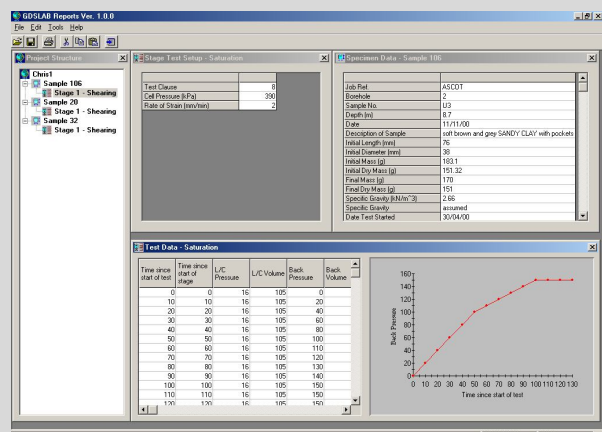 GDSLAB Reports Ver. 1.0.0
File Edit Tools Help
Project Structure
Chris1
Sample 106
Stage 1 - Shearing
Sample 20
Stage 1 - Shearing
Sample 32
Stage 1 - Shearing
Stage Test Setup - Saturation
Test Clause 8
Cell Pressure (kPa) 390
Rate of Strain (mm/min) 2
Specimen Data - Sample 106
Job Ref. ASCOT
Borehole 2
Sample No. U3
Depth (m) 8.7
Date 11/11/00
Description of Sample soft brown and grey SANDY CLAY with pockets
Initial Length (mm) 76
Initial Diameter (mm) 38
Initial Mass (g) 183.1
Initial Dry Mass (g) 151.32
Final Mass (g) 170
Final Dry Mass (g) 151
Specific Gravity (kN/m^3) 2.66
Specific Gravity assumed
Date Test Started 30/04/00
Test Data - Saturation
Time since start of test Time since start of stage L/C Pressure L/C Volume Back Pressure Back Volume
0 0 16 105 0
10 10 16 105 20
20 20 16 105 40
30 30 16 105 60
40 40 16 105 80
50 50 16 105 100
60 60 16 105 110
70 70 16 105 120
80 80 16 105 130
90 90 16 105 140
100 100 16 105 150
110 110 16 105 150
120 120 16 105 150
Back Pressure
160
140
120
100
80
60
40
20
0
0 10 20 30 40 50 60 70 80 90 100 110 120 130
Time since start of test